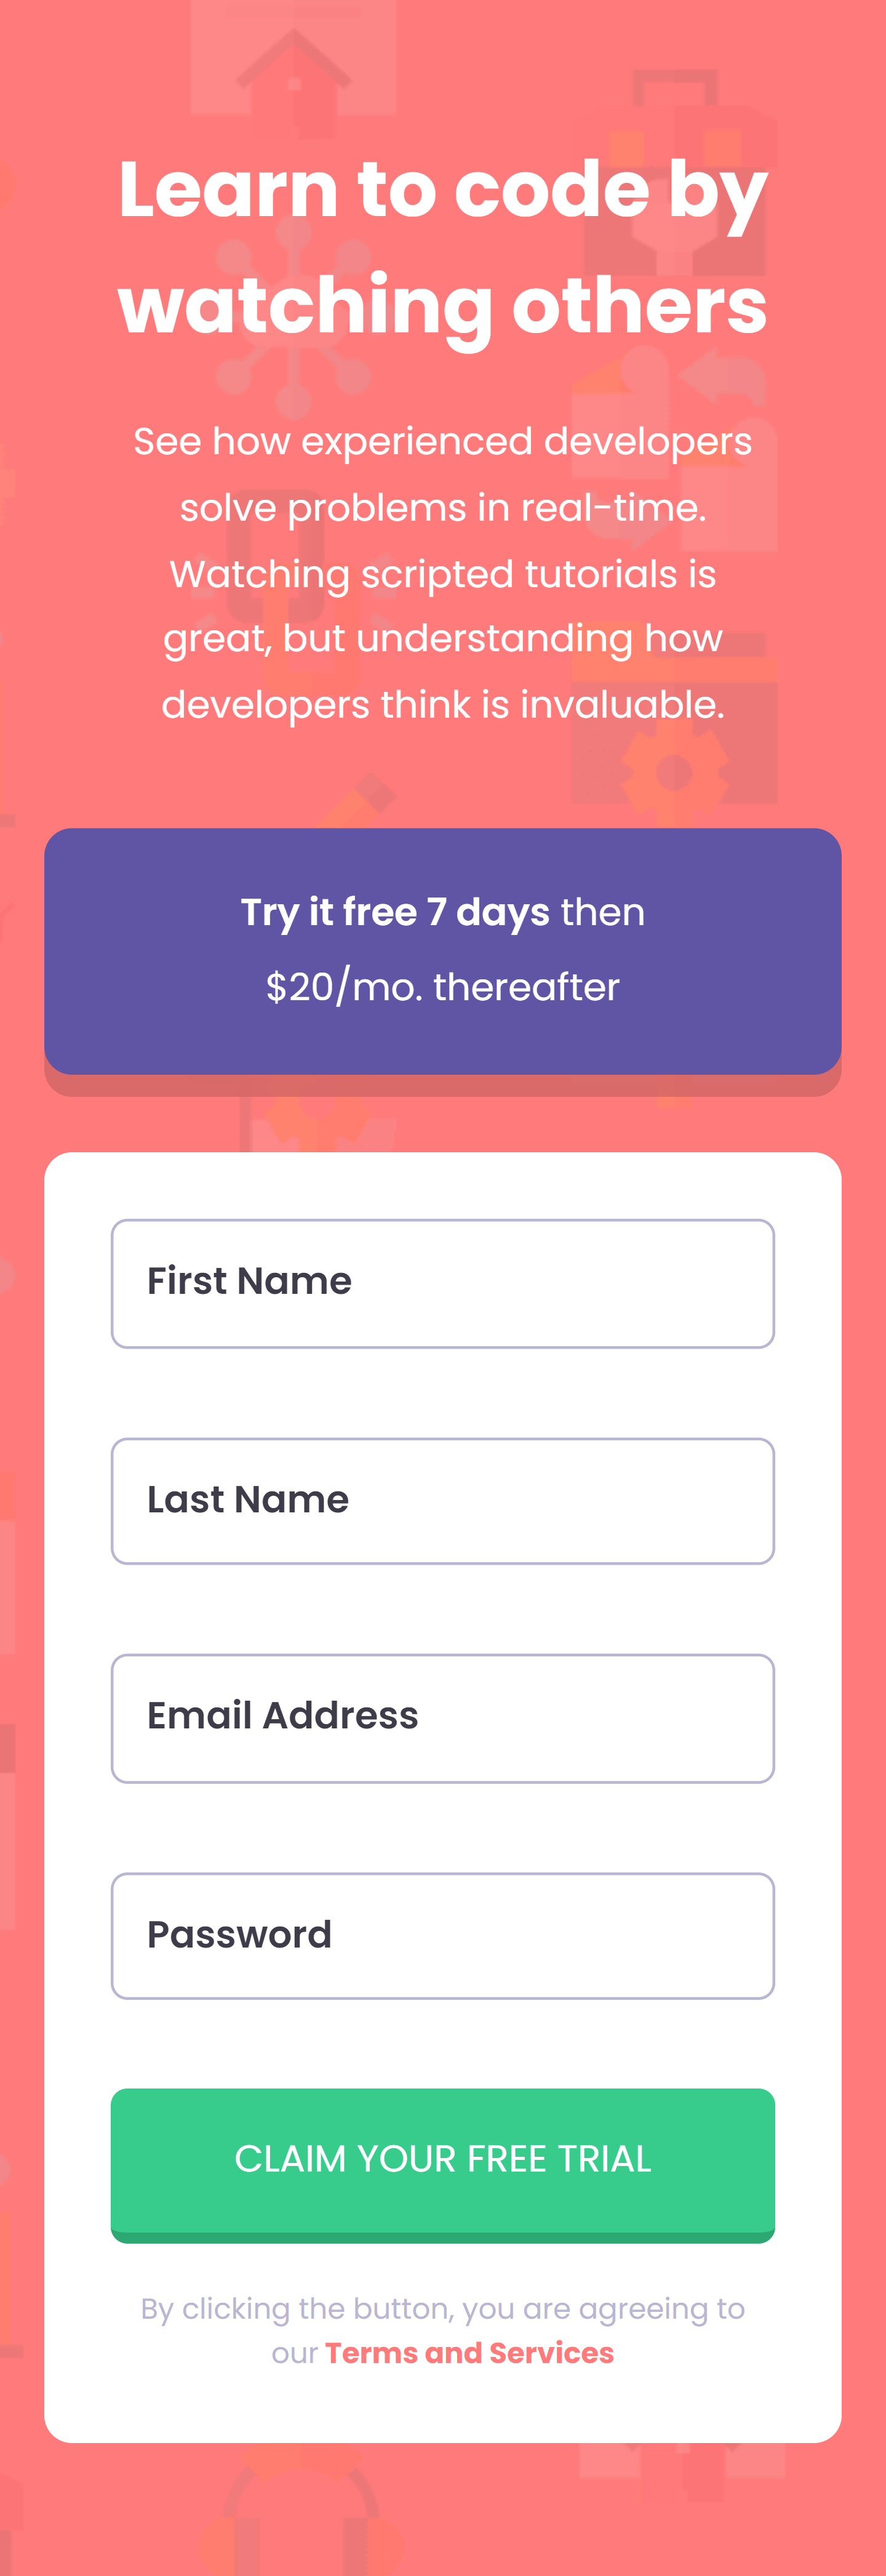 Learn to code by
watching others
See how experienced developers
solve problems in real-time.
Watching scripted tutorials is
great, but understanding how
developers think is invaluable.
Try it free 7 days then
$20/mo. thereafter
First Name
Last Name
Email Address
Password
CLAIM YOUR FREE TRIAL
By clicking the button, you are agreeing to
our Terms and Services